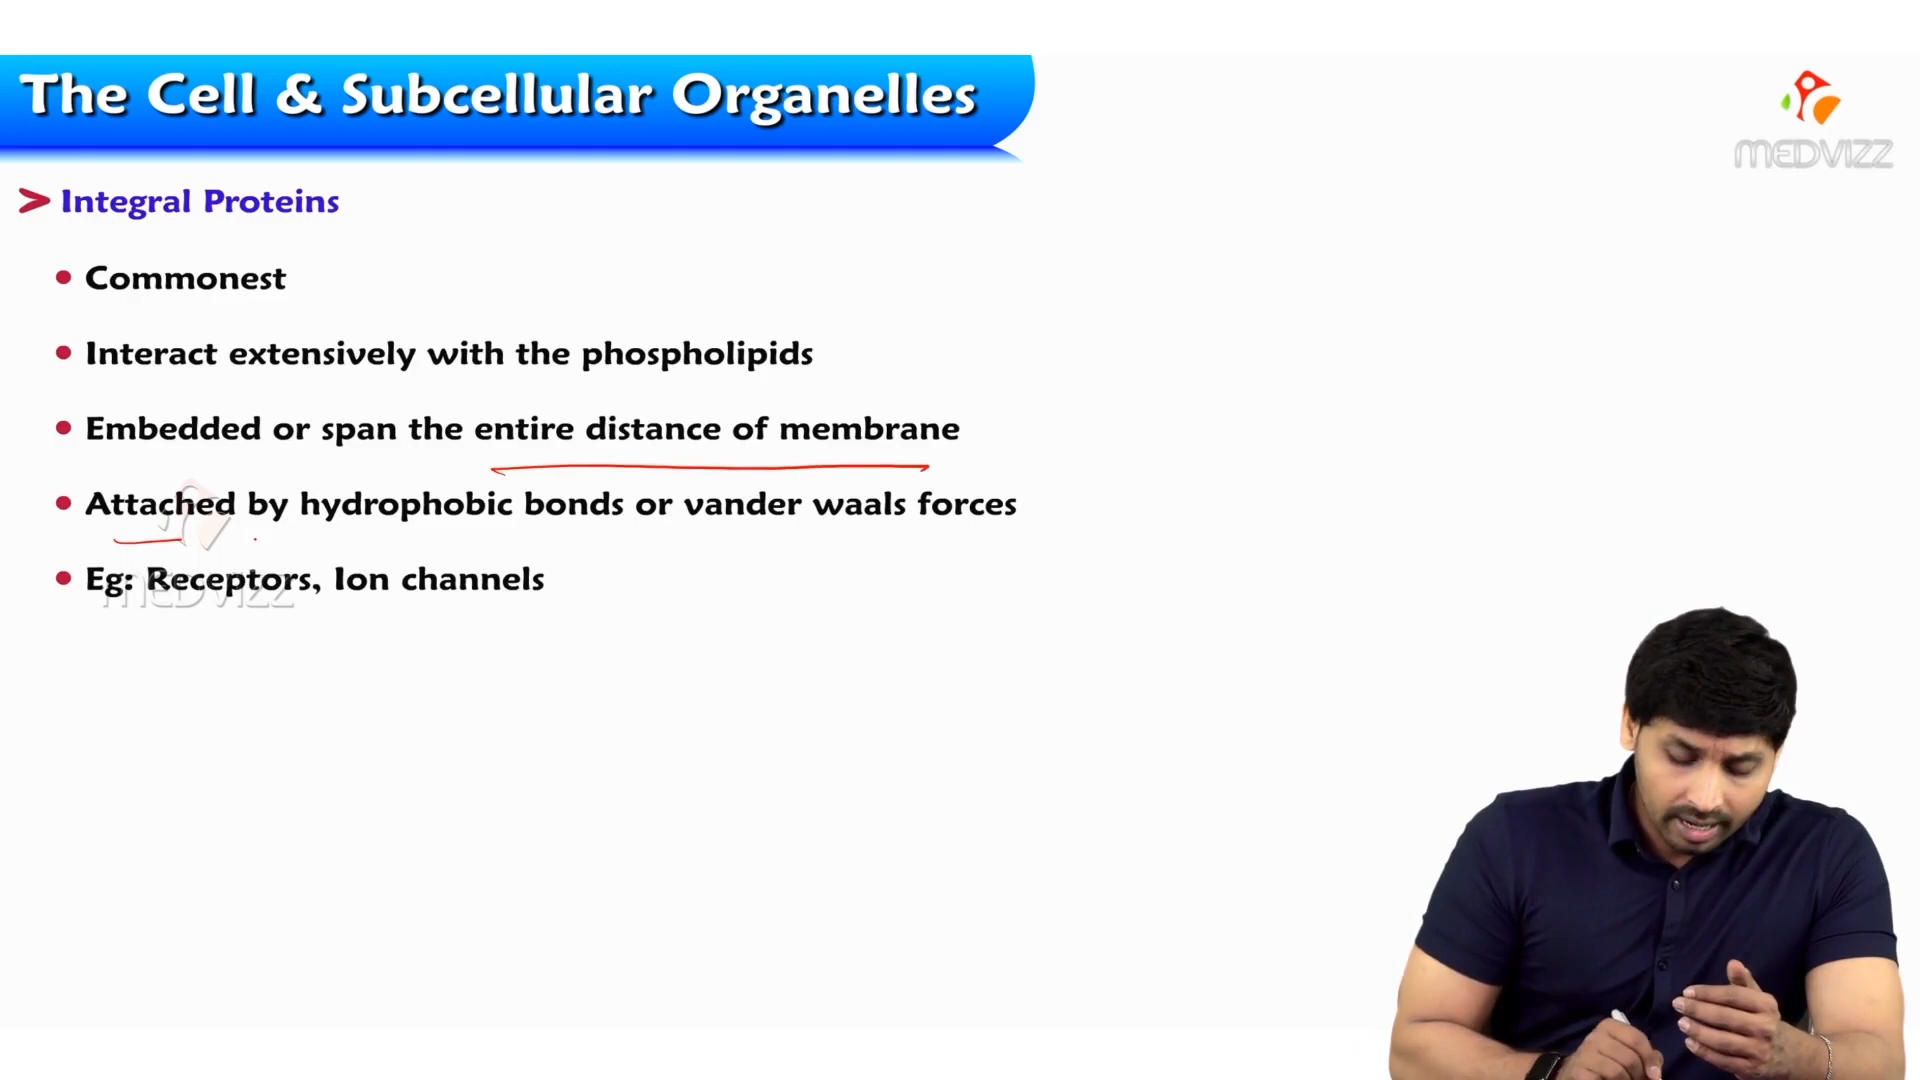 The Cell & Subcellular Organelles
MEDVIZZ
> Integral Proteins
• Commonest
• Interact extensively with the phospholipids
• Embedded or span the entire distance of membrane
• Attached by hydrophobic bonds or vander waals forces
• Eg: Receptors, Ion channels
MEDVIZZ